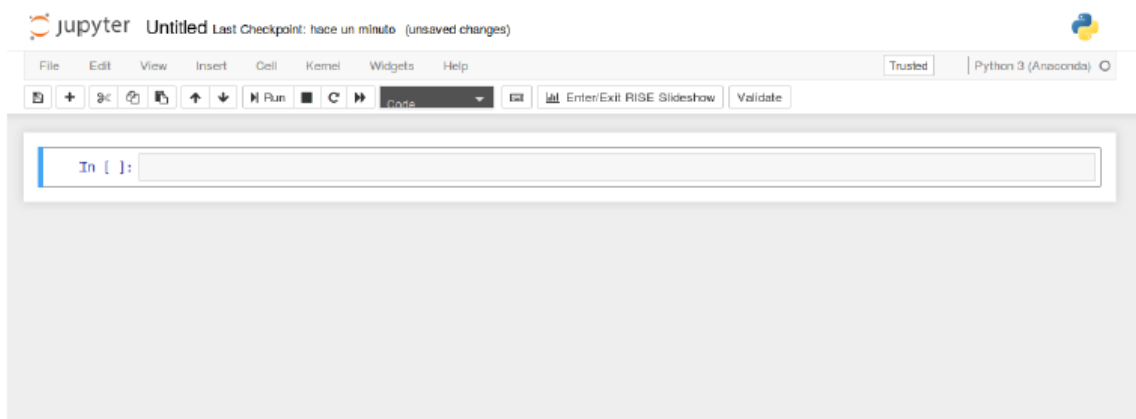 jupyter Untitled Last Checkpoint: hace un minuto (unsaved changes)
File Edit View Insert Cell Kernel Widgets Help Trusted Python 3 (Anaconda)
Run Code Enter/Exit RISE Slideshow Validate
In [ ]: